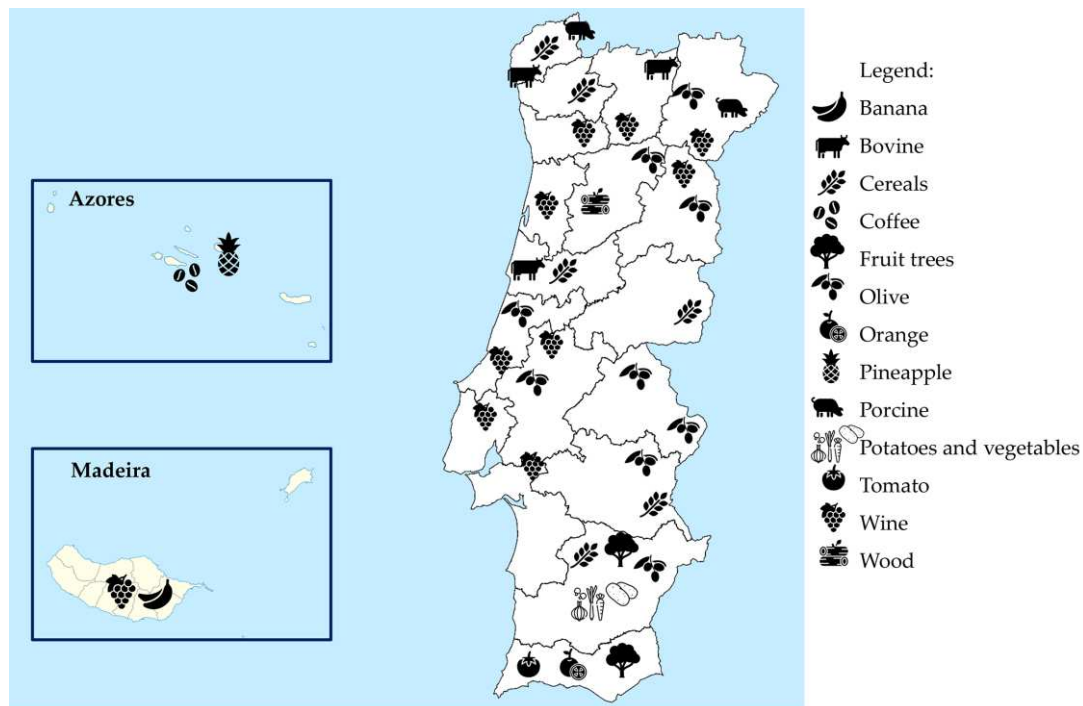 Azores
Madeira
Legend:
Banana
Bovine
Cereals
Coffee
Fruit trees
Olive
Orange
Pineapple
Porcine
Potatoes and vegetables
Tomato
Wine
Wood